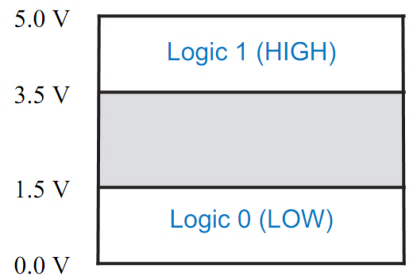 5.0 V
Logic 1 (HIGH)
3.5 V
1.5 V
Logic 0 (LOW)
0.0 V